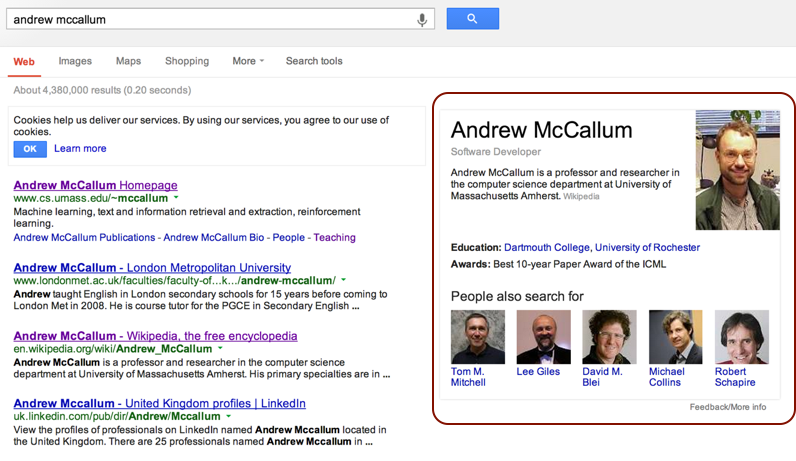 andrew mccallum
Web Images Maps Shopping More Search tools
About 4,380,000 results (0.20 seconds)
Cookies help us deliver our services. By using our services, you agree to our use of
cookies.
OK Learn more
Andrew McCallum Homepage
www.cs.umass.edu/~mccallum
Machine learning, text and information retrieval and extraction, reinforcement
learning.
Andrew McCallum Publications - Andrew McCallum Bio - People - Teaching
Andrew McCallum - London Metropolitan University
www.londonmet.ac.uk/faculties/faculty-of...k.../andrew-mccallum/
Andrew taught English in London secondary schools for 15 years before coming to
London Met in 2008. He is course tutor for the PGCE in Secondary English ...
Andrew McCallum - Wikipedia, the free encyclopedia
en.wikipedia.org/wiki/Andrew_McCallum
Andrew McCallum is a professor and researcher in the computer science
department at University of Massachusetts Amherst. His primary specialties are in ...
Andrew Mccallum - United Kingdom profiles | LinkedIn
uk.linkedin.com/pub/dir/Andrew/Mccallum
View the profiles of professionals on LinkedIn named Andrew Mccallum located in
the United Kingdom. There are 25 professionals named Andrew Mccallum in ...
Andrew McCallum
Software Developer
Andrew McCallum is a professor and researcher in
the computer science department at University of
Massachusetts Amherst. Wikipedia
Education: Dartmouth College, University of Rochester
Awards: Best 10-year Paper Award of the ICML
People also search for
Tom M.
Mitchell
Lee Giles
David M.
Blei
Michael
Collins
Robert
Schapire
Feedback/More info